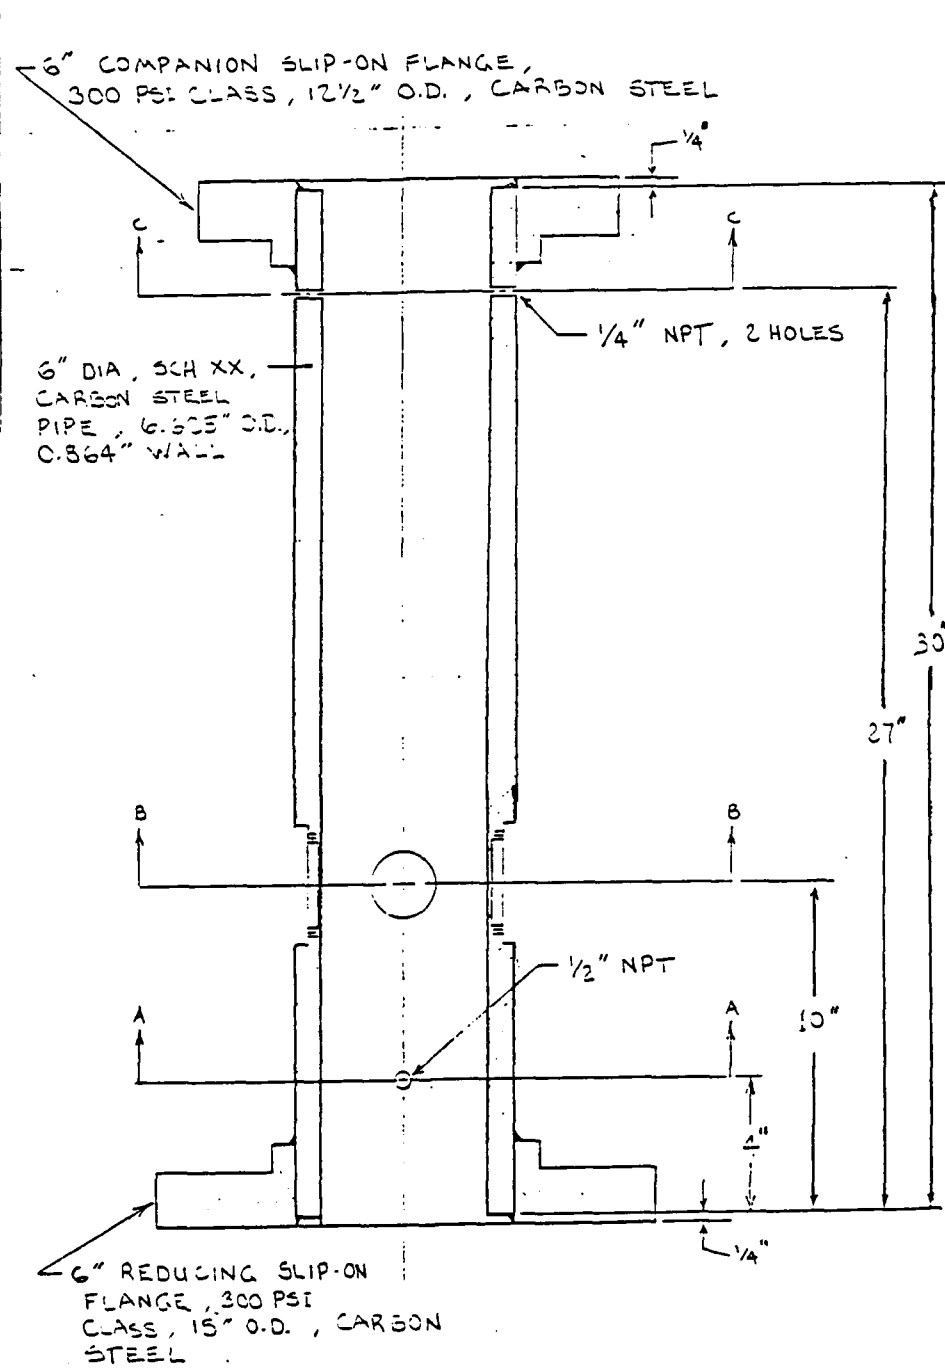 6" COMPANION SLIP-ON FLANGE,
300 PSI CLASS, 12½" O.D., CARBON STEEL
¼"
C
C
¼" NPT, 2 HOLES
6" DIA, SCH XX,
CARBON STEEL
PIPE, 6.625" O.D.,
0.864" WALL
30"
27"
B
B
½" NPT
A
A
10"
4"
¼"
6" REDUCING SLIP-ON
FLANGE, 300 PSI
CLASS, 15" O.D., CARBON
STEEL